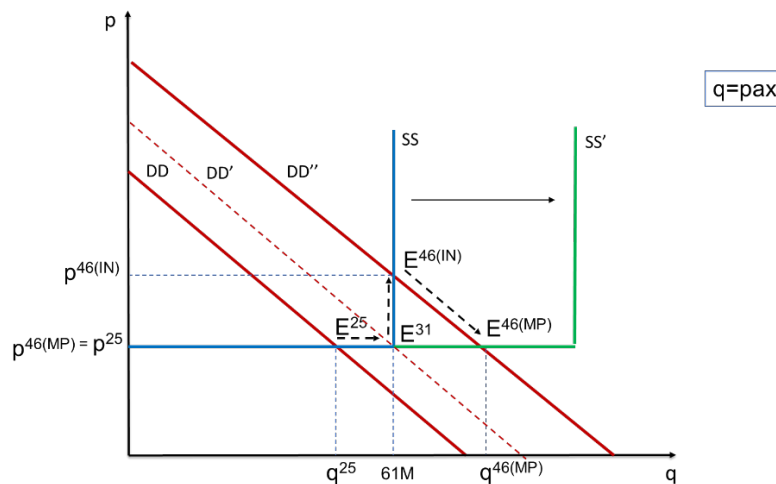 p
q=pax
SS
SS’
DD
DD’
DD’’
E46(IN)
p46(IN)
E25
E31
E46(MP)
p46(MP) = p25
q25
61M
q46(MP)
q